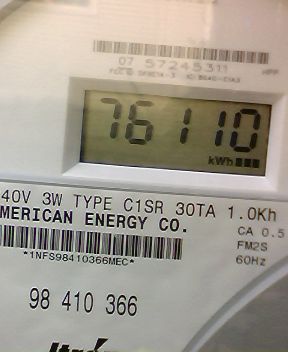 07 57245311
76110
kWh
40V 3W TYPE C1SR 30TA 1.0Kh
MERICAN ENERGY CO.
CA 0.5
FM2S
60Hz
*1NFS98410366MEC*
98 410 366
Itrón